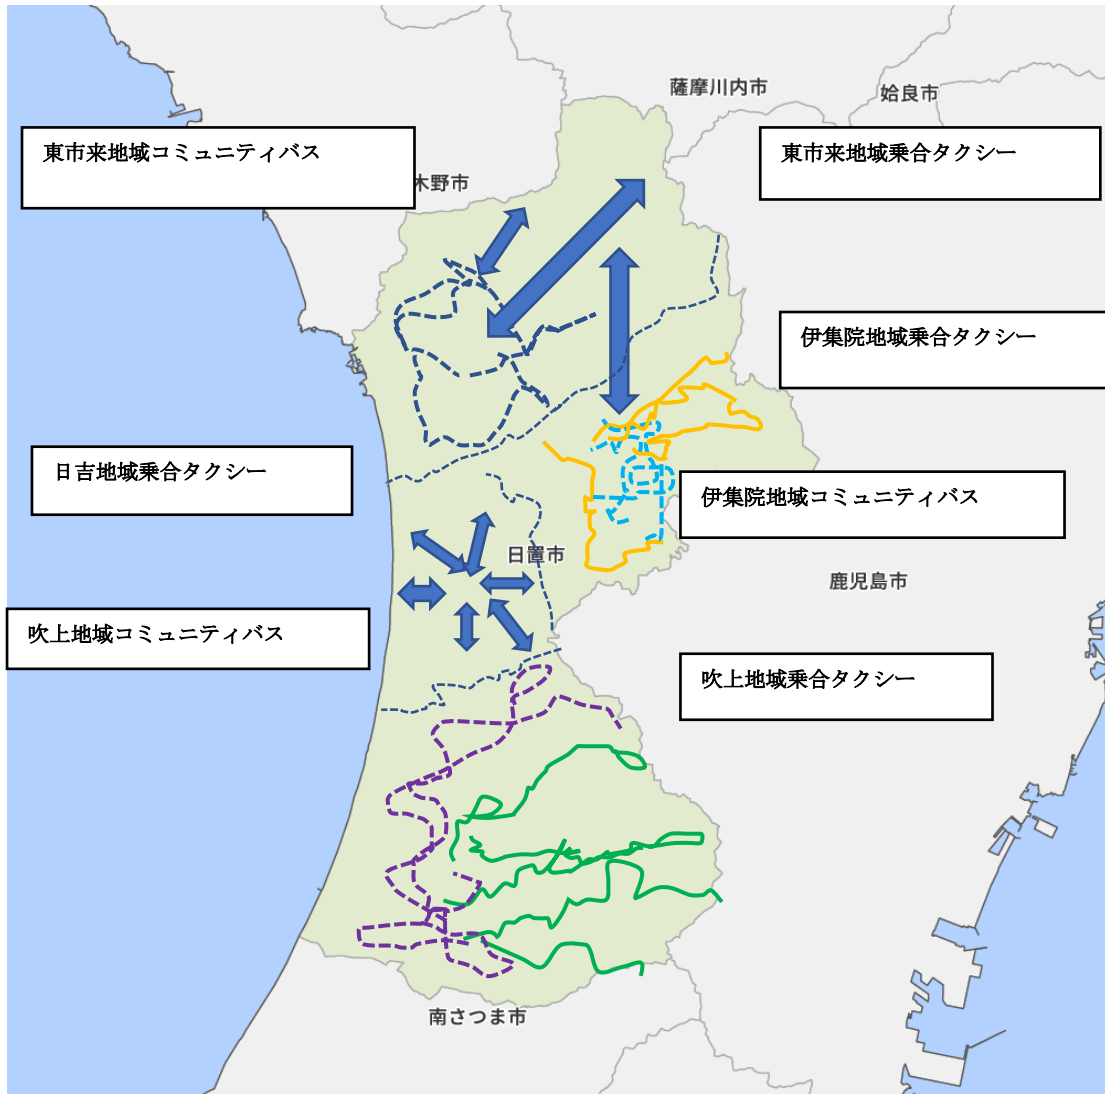 薩摩川内市
姶良市
東市来地域コミュニティバス
東市来地域乗合タクシー
木野市
伊集院地域乗合タクシー
日吉地域乗合タクシー
伊集院地域コミュニティバス
日置市
鹿児島市
吹上地域コミュニティバス
吹上地域乗合タクシー
南さつま市